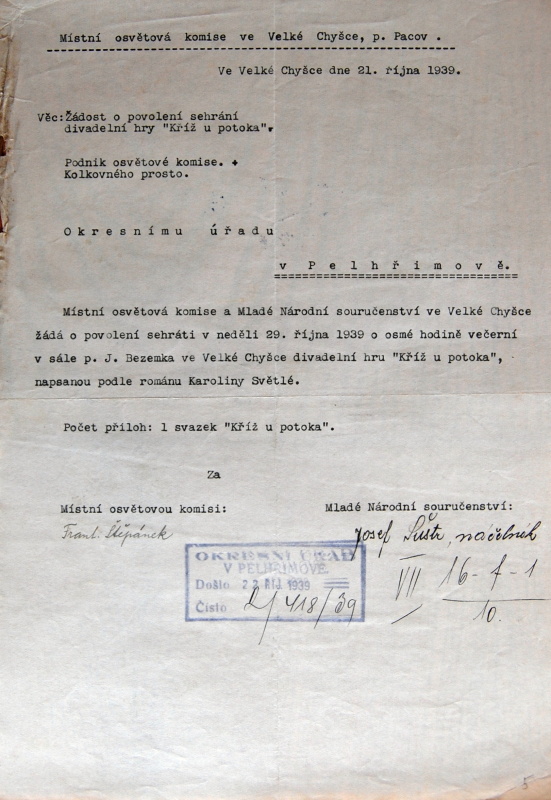 Místní osvětová komise ve Velké Chyšce, p. Pacov .
Ve Velké Chyšce dne 21. října 1939.
Věc:Žádost o povolení sehrání
divadelní hry "Kříž u potoka".
Podnik osvětové komise. +
Kolkovného prosto.
Okresnímu úřadu
v Pelhřimově.
Místní osvětová komise a Mladé Národní souručenství ve Velké Chyšce
žádá o povolení sehráti v neděli 29. října 1939 o osmé hodině večerní
v sále p. J. Bezemka ve Velké Chyšce divadelní hru "Kříž u potoka",
napsanou podle románu Karoliny Světlé.
Počet příloh: 1 svazek "Kříž u potoka".
Za
Místní osvětovou komisi:
Mladé Národní souručenství:
Frant. Štěpánek
Josef Šustr, náčelník
OKRESNÍ ÚŘAD
V PELHŘIMOVĚ.
Došlo 22 ŘÍJ 1939
Číslo 2/418/39
VII 16-7-1
10.
5